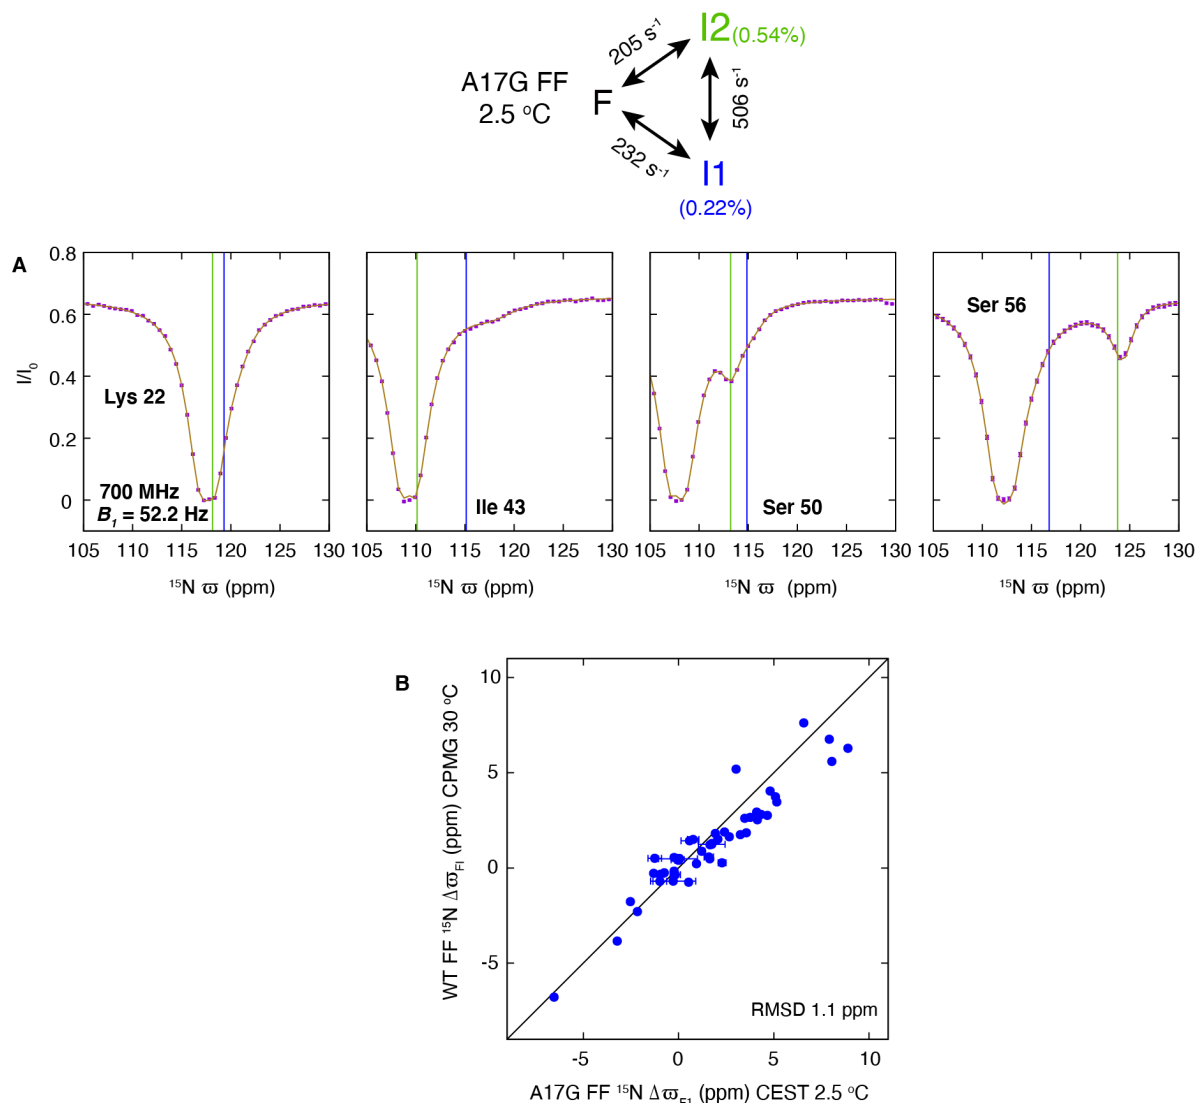 205 s⁻¹
I2(0.54%)
A17G FF
2.5 °C
F
506 s⁻¹
232 s⁻¹
I1
(0.22%)
A
0.8
0.6
0.4
0.2
0
I/I₀
Lys 22
700 MHz
B₁ = 52.2 Hz
105 110 115 120 125 130
¹⁵N ϖ (ppm)
Ile 43
105 110 115 120 125 130
¹⁵N ϖ (ppm)
Ser 50
105 110 115 120 125 130
¹⁵N ϖ (ppm)
Ser 56
105 110 115 120 125 130
¹⁵N ϖ (ppm)
B
WT FF ¹⁵N Δϖ_FI (ppm) CPMG 30 °C
10
5
0
-5
RMSD 1.1 ppm
-5 0 5 10
A17G FF ¹⁵N Δϖ_F1 (ppm) CEST 2.5 °C